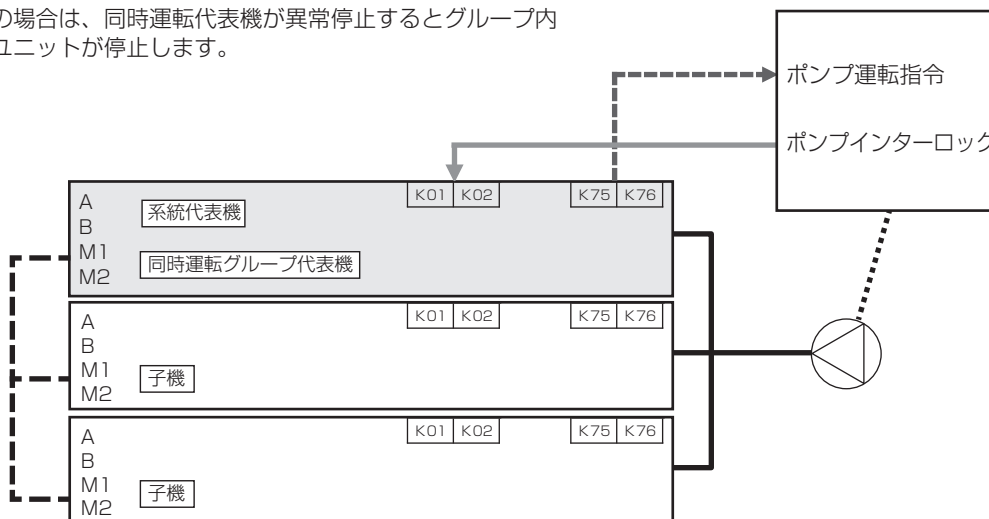 の場合は、同時運転代表機が異常停止するとグループ内
ユニットが停止します。
ポンプ運転指令
ポンプインターロック
A
B
M1
M2
系統代表機
同時運転グループ代表機
K01 K02
K75 K76
A
B
M1
M2
子機
K01 K02
K75 K76
A
B
M1
M2
子機
K01 K02
K75 K76